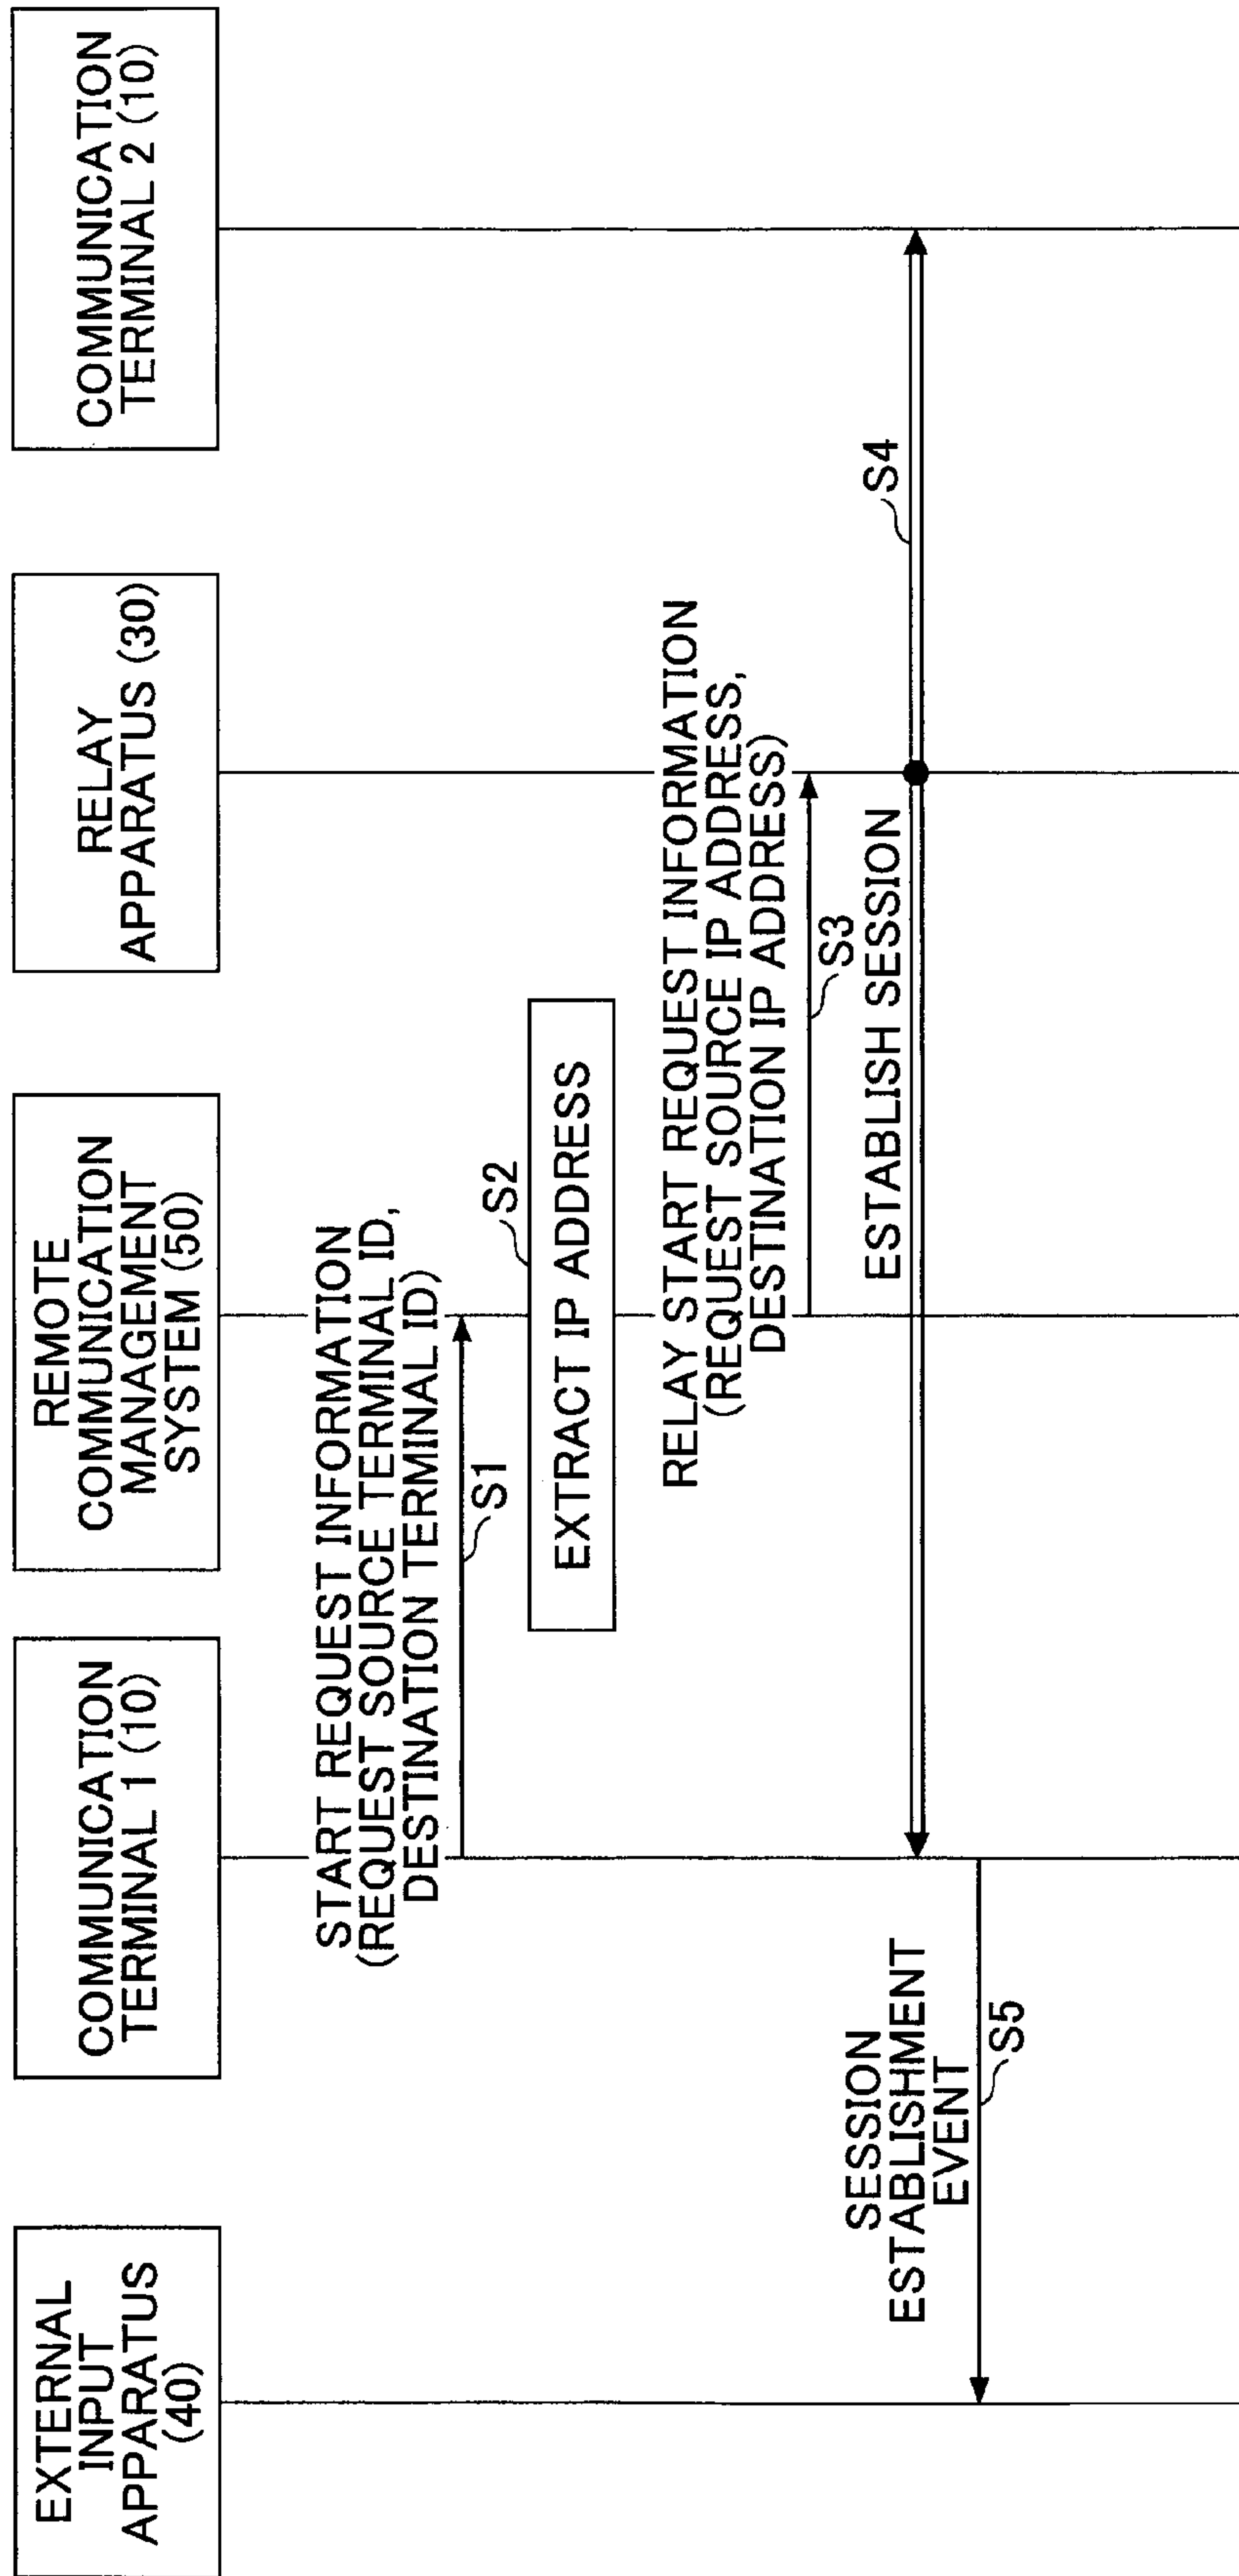 EXTERNAL
INPUT
APPARATUS
(40)
COMMUNICATION
TERMINAL 1 (10)
REMOTE
COMMUNICATION
MANAGEMENT
SYSTEM (50)
RELAY
APPARATUS (30)
COMMUNICATION
TERMINAL 2 (10)
START REQUEST INFORMATION
(REQUEST SOURCE TERMINAL ID,
DESTINATION TERMINAL ID)
S1
S2
EXTRACT IP ADDRESS
RELAY START REQUEST INFORMATION
(REQUEST SOURCE IP ADDRESS,
DESTINATION IP ADDRESS)
S3
ESTABLISH SESSION
S4
SESSION
ESTABLISHMENT
EVENT
S5